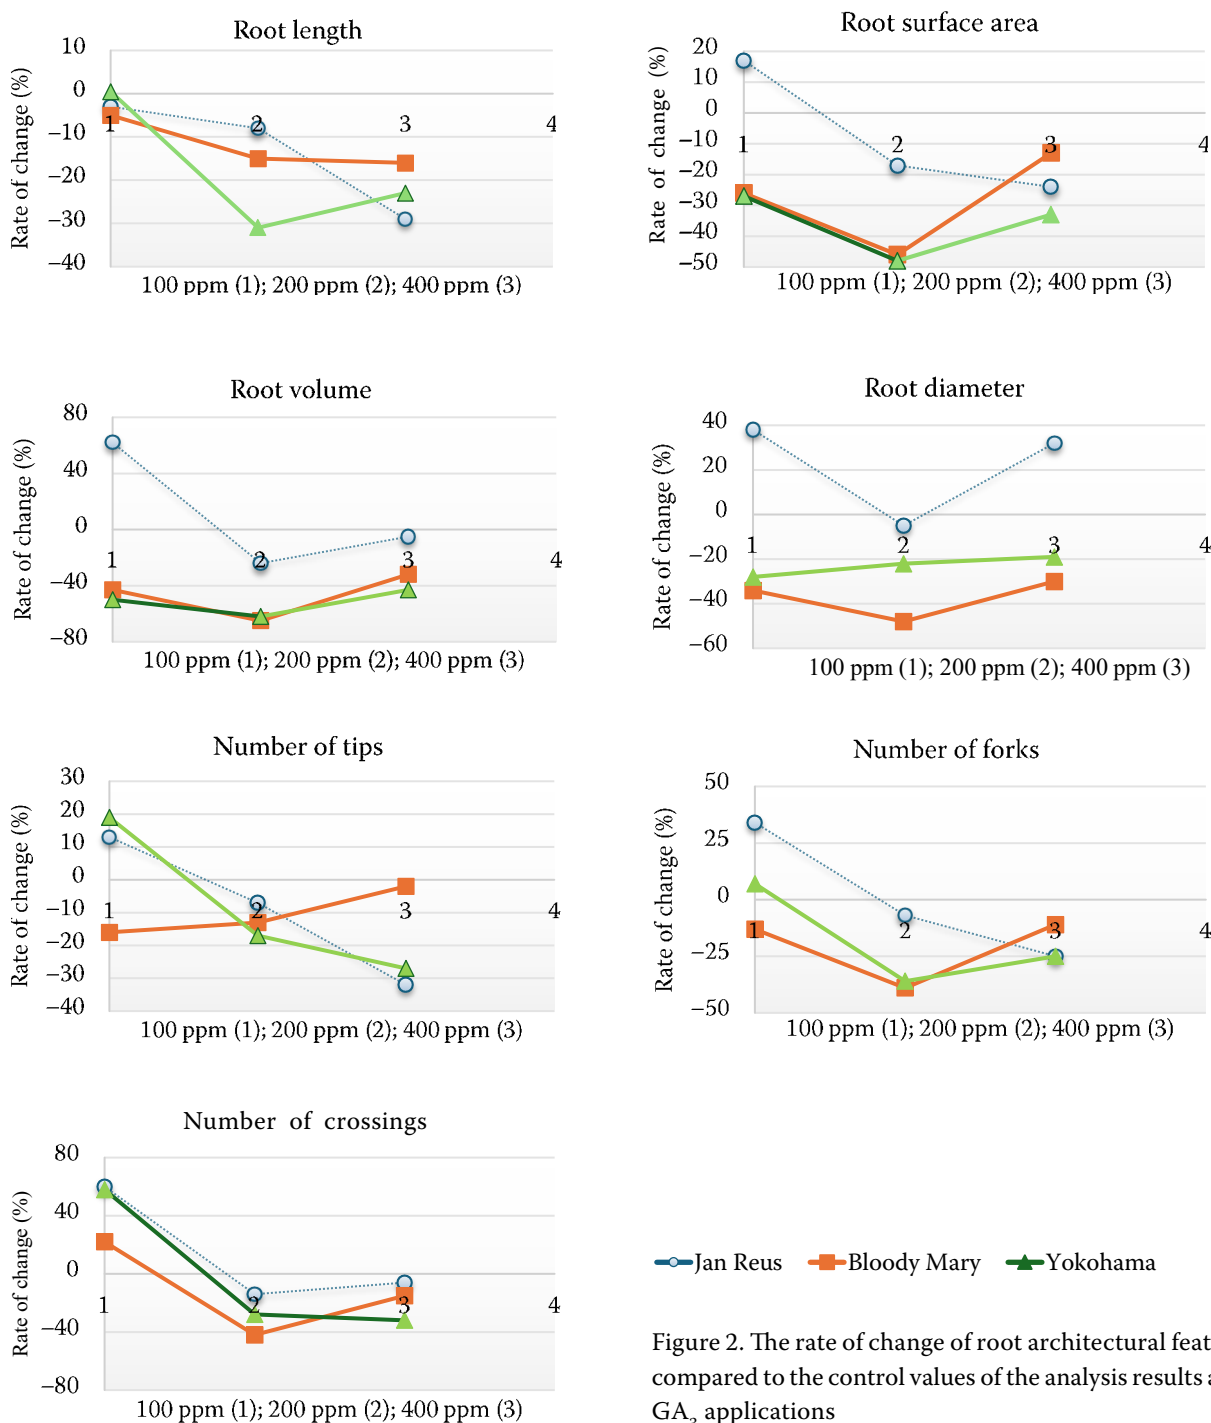 Root length
Rate of change (%)
10
0
−10
−20
−30
−40
1
2
3
4
100 ppm (1); 200 ppm (2); 400 ppm (3)
Root surface area
Rate of change (%)
20
10
0
−10
−20
−30
−40
−50
1
2
3
4
100 ppm (1); 200 ppm (2); 400 ppm (3)
Root volume
Rate of change (%)
80
40
0
−40
−80
1
2
3
4
100 ppm (1); 200 ppm (2); 400 ppm (3)
Root diameter
Rate of change (%)
40
20
0
−20
−40
−60
1
2
3
4
100 ppm (1); 200 ppm (2); 400 ppm (3)
Number of tips
Rate of change (%)
30
20
10
0
−10
−20
−30
−40
1
2
3
4
100 ppm (1); 200 ppm (2); 400 ppm (3)
Number of forks
Rate of change (%)
50
25
0
−25
−50
1
2
3
4
100 ppm (1); 200 ppm (2); 400 ppm (3)
Number of crossings
Rate of change (%)
80
40
0
−40
−80
1
2
3
4
100 ppm (1); 200 ppm (2); 400 ppm (3)
Jan Reus Bloody Mary Yokohama
Figure 2. The rate of change of root architectural feat
compared to the control values of the analysis results a
GA₃ applications